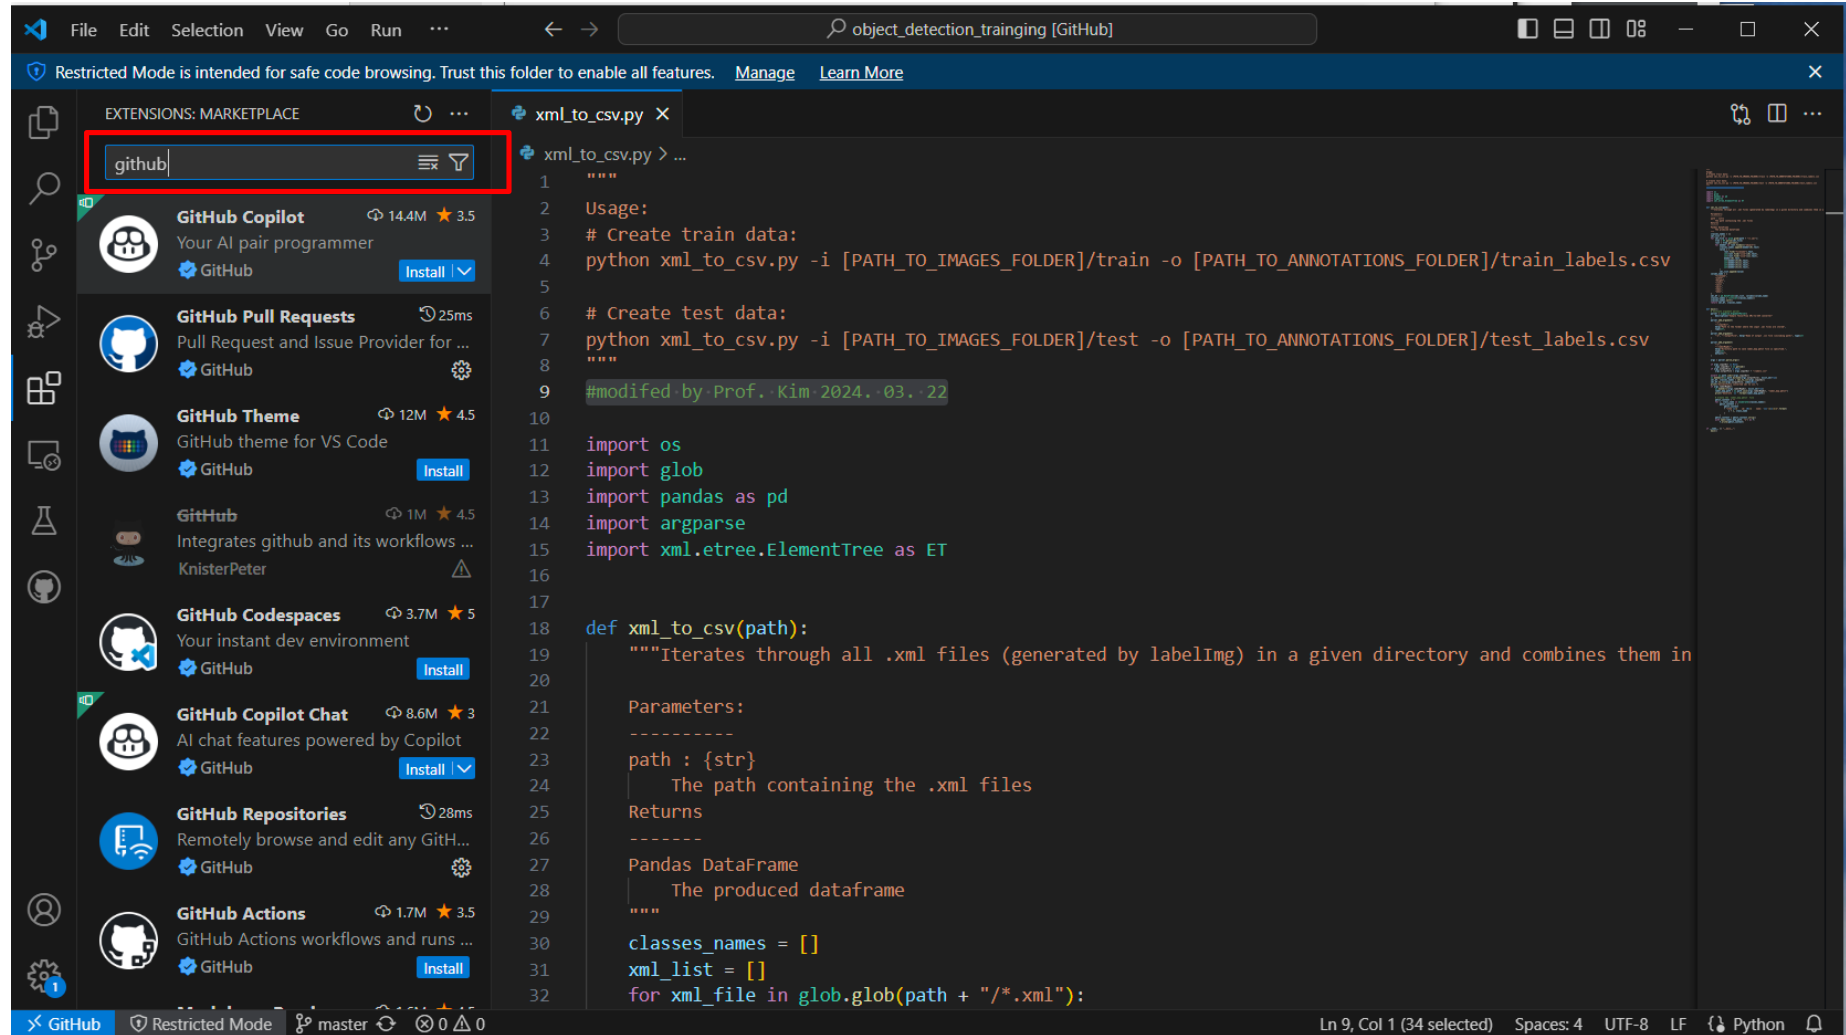 File Edit Selection View Go Run ···
object_detection_trainging [GitHub]
Restricted Mode is intended for safe code browsing. Trust this folder to enable all features. Manage Learn More
EXTENSIONS: MARKETPLACE
github
GitHub Copilot 14.4M 3.5
Your AI pair programmer
GitHub Install
GitHub Pull Requests 25ms
Pull Request and Issue Provider for ...
GitHub
GitHub Theme 12M 4.5
GitHub theme for VS Code
GitHub Install
GitHub 1M 4.5
Integrates github and its workflows ...
KnisterPeter
GitHub Codespaces 3.7M 5
Your instant dev environment
GitHub Install
GitHub Copilot Chat 8.6M 3
AI chat features powered by Copilot
GitHub Install
GitHub Repositories 28ms
Remotely browse and edit any GitH...
GitHub
GitHub Actions 1.7M 3.5
GitHub Actions workflows and runs ...
GitHub Install
1
xml_to_csv.py
xml_to_csv.py > ...
1 """
2 Usage:
3 # Create train data:
4 python xml_to_csv.py -i [PATH_TO_IMAGES_FOLDER]/train -o [PATH_TO_ANNOTATIONS_FOLDER]/train_labels.csv
5
6 # Create test data:
7 python xml_to_csv.py -i [PATH_TO_IMAGES_FOLDER]/test -o [PATH_TO_ANNOTATIONS_FOLDER]/test_labels.csv
8 """
9 #modifed by Prof. Kim 2024. 03. 22
10
11 import os
12 import glob
13 import pandas as pd
14 import argparse
15 import xml.etree.ElementTree as ET
16
17
18 def xml_to_csv(path):
19 """Iterates through all .xml files (generated by labelImg) in a given directory and combines them in
20
21 Parameters:
22 ----------
23 path : {str}
24 The path containing the .xml files
25 Returns
26 -------
27 Pandas DataFrame
28 The produced dataframe
29 """
30 classes_names = []
31 xml_list = []
32 for xml_file in glob.glob(path + "/*.xml"):
GitHub Restricted Mode master 0 0 Ln 9, Col 1 (34 selected) Spaces: 4 UTF-8 LF Python